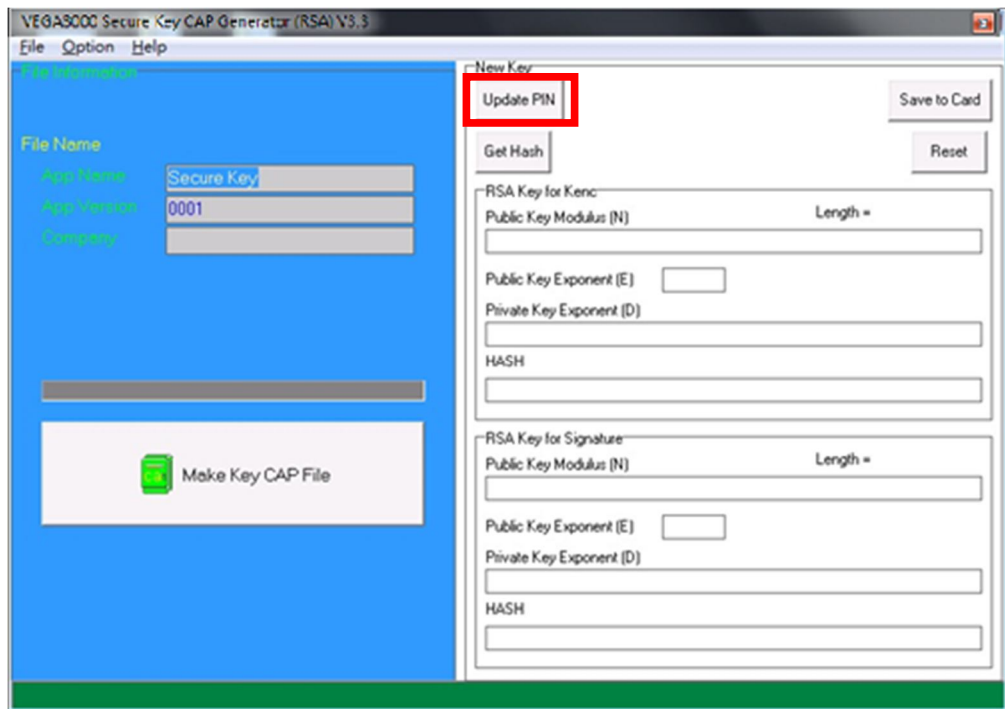 VEGA3000 Secure Key CAP Generator (RSA) V3.3
File Option Help
File Information
File Name
App Name Secure Key
App Version 0001
Company
Make Key CAP File
New Key
Update PIN
Save to Card
Get Hash
Reset
RSA Key for Kenc
Public Key Modulus (N) Length =
Public Key Exponent (E)
Private Key Exponent (D)
HASH
RSA Key for Signature
Public Key Modulus (N) Length =
Public Key Exponent (E)
Private Key Exponent (D)
HASH